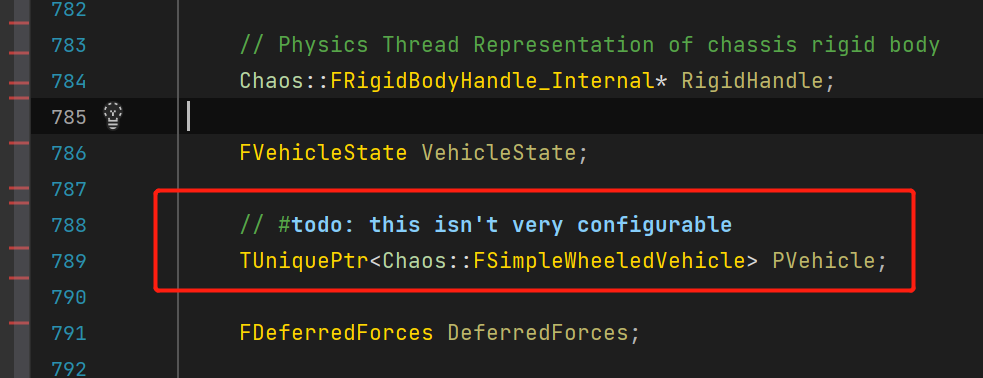 782
783 // Physics Thread Representation of chassis rigid body
784 Chaos::FRigidBodyHandle_Internal* RigidHandle;
785
786 FVehicleState VehicleState;
787
788 // #todo: this isn't very configurable
789 TUniquePtr<Chaos::FSimpleWheeledVehicle> PVehicle;
790
791 FDeferredForces DeferredForces;
792